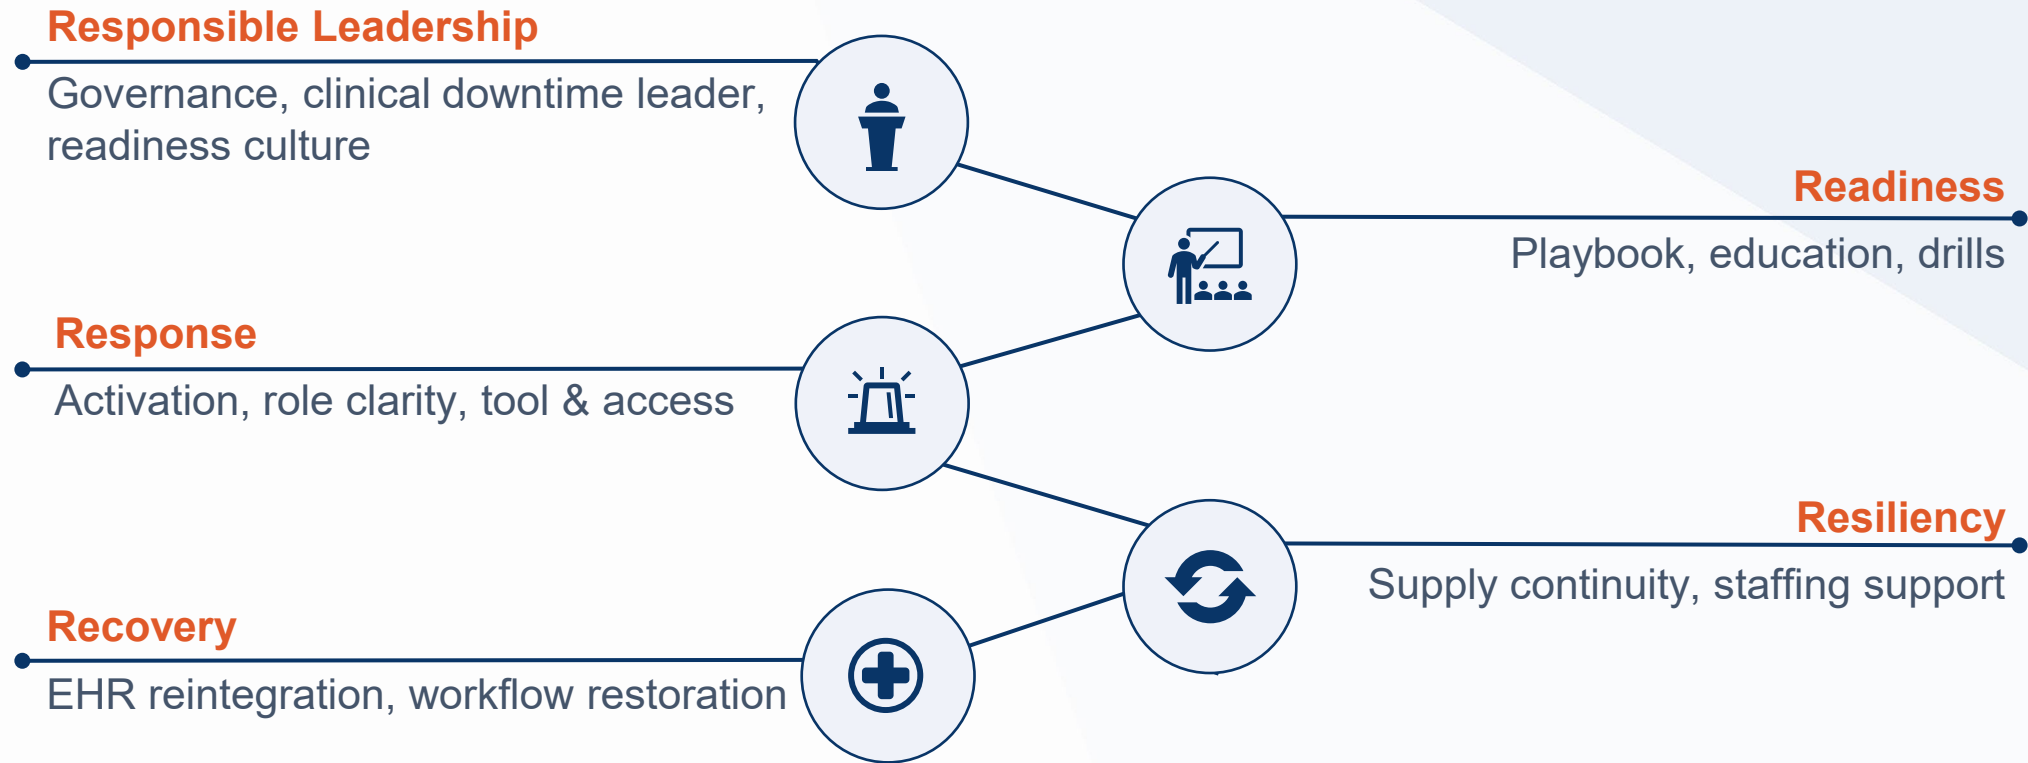 Responsible Leadership
Governance, clinical downtime leader,
readiness culture
Readiness
Playbook, education, drills
Response
Activation, role clarity, tool & access
Resiliency
Supply continuity, staffing support
Recovery
EHR reintegration, workflow restoration